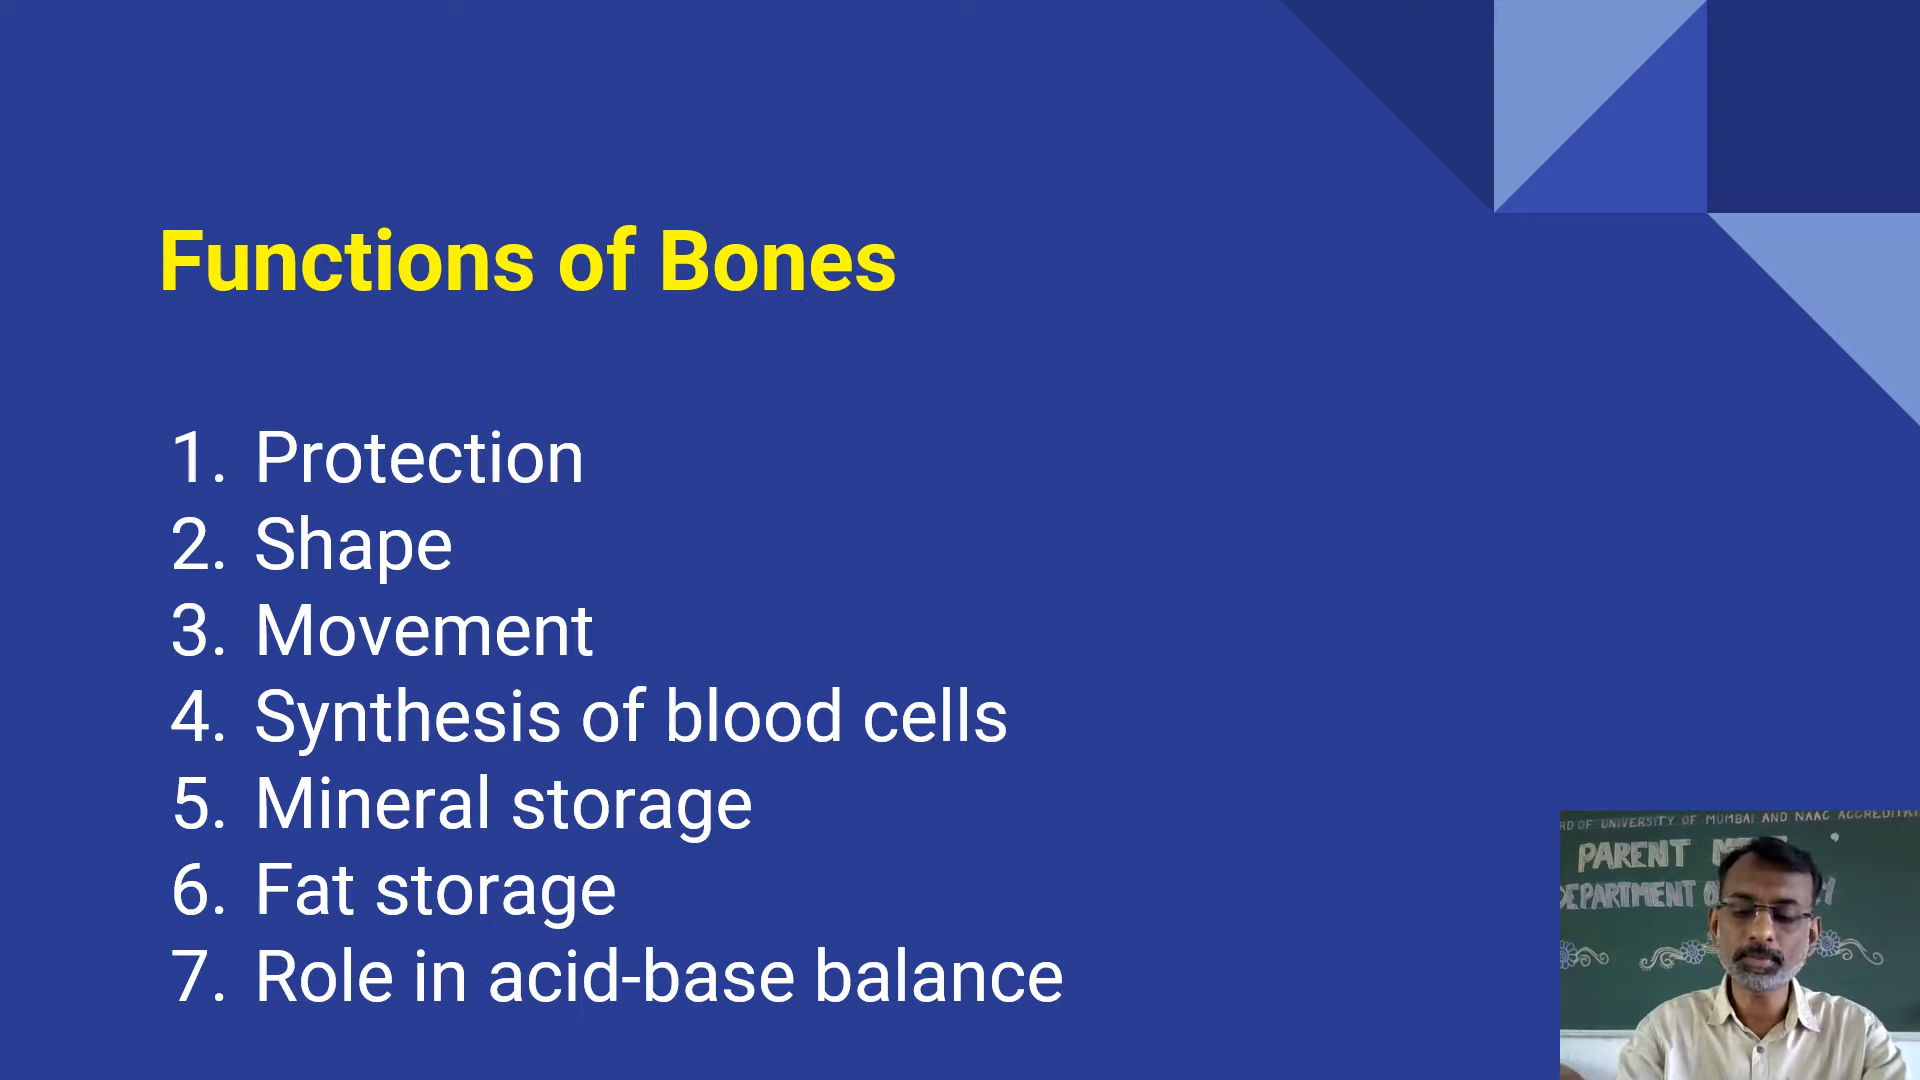 Functions of Bones
1. Protection
2. Shape
3. Movement
4. Synthesis of blood cells
5. Mineral storage
6. Fat storage
7. Role in acid-base balance
OF UNIVERSITY OF MUMBAI AND NAAC
PARENT